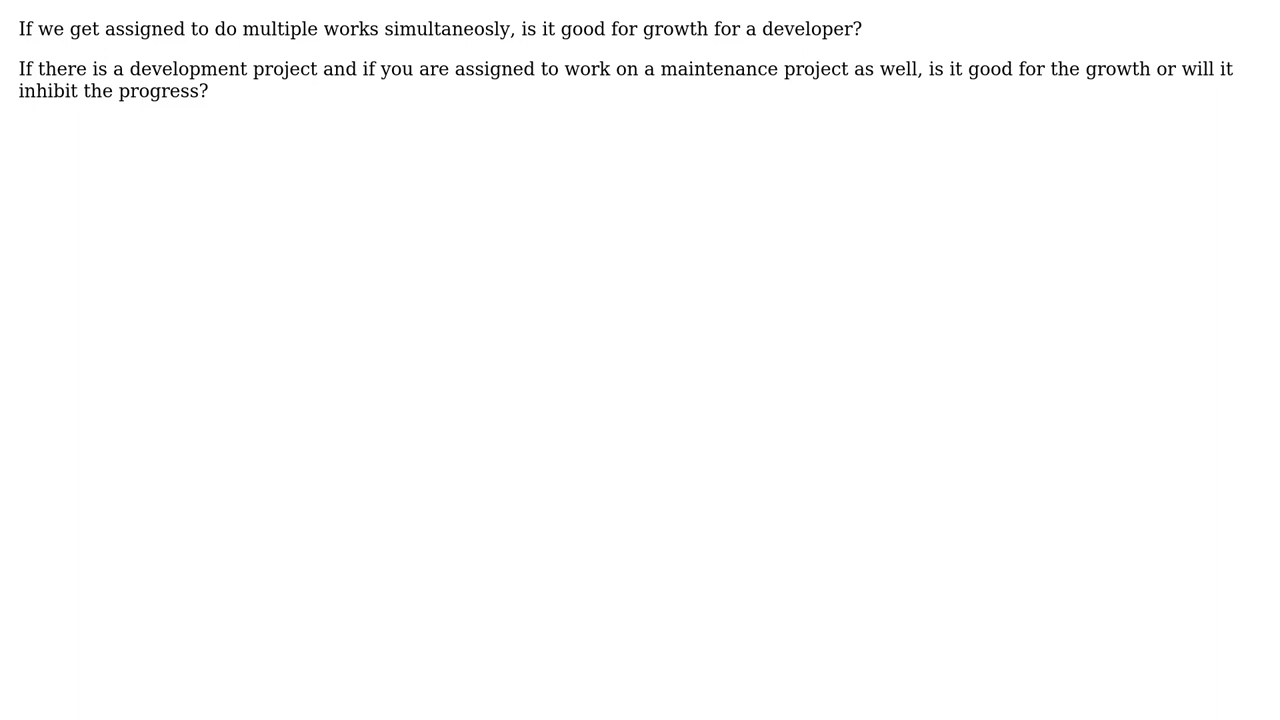 If we get assigned to do multiple works simultaneosly, is it good for growth for a developer?
If there is a development project and if you are assigned to work on a maintenance project as well, is it good for the growth or will it
inhibit the progress?